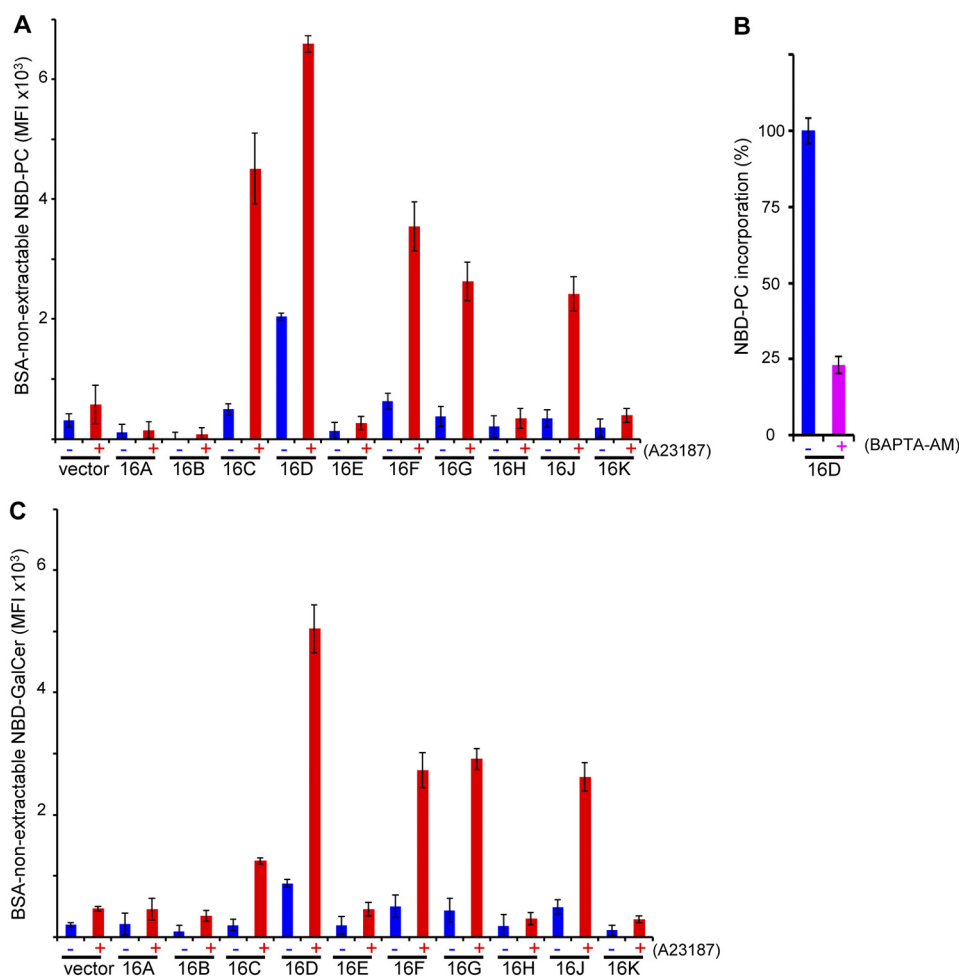 A
BSA-non-extractable NBD-PC (MFI x10³)
6
4
2
- + - + - + - + - + - + - + - + - + - + - + (A23187)
vector 16A 16B 16C 16D 16E 16F 16G 16H 16J 16K
B
NBD-PC incorporation (%)
100
75
50
25
0
- + (BAPTA-AM)
16D
C
BSA-non-extractable NBD-GalCer (MFI x10³)
6
4
2
- + - + - + - + - + - + - + - + - + - + - + (A23187)
vector 16A 16B 16C 16D 16E 16F 16G 16H 16J 16K